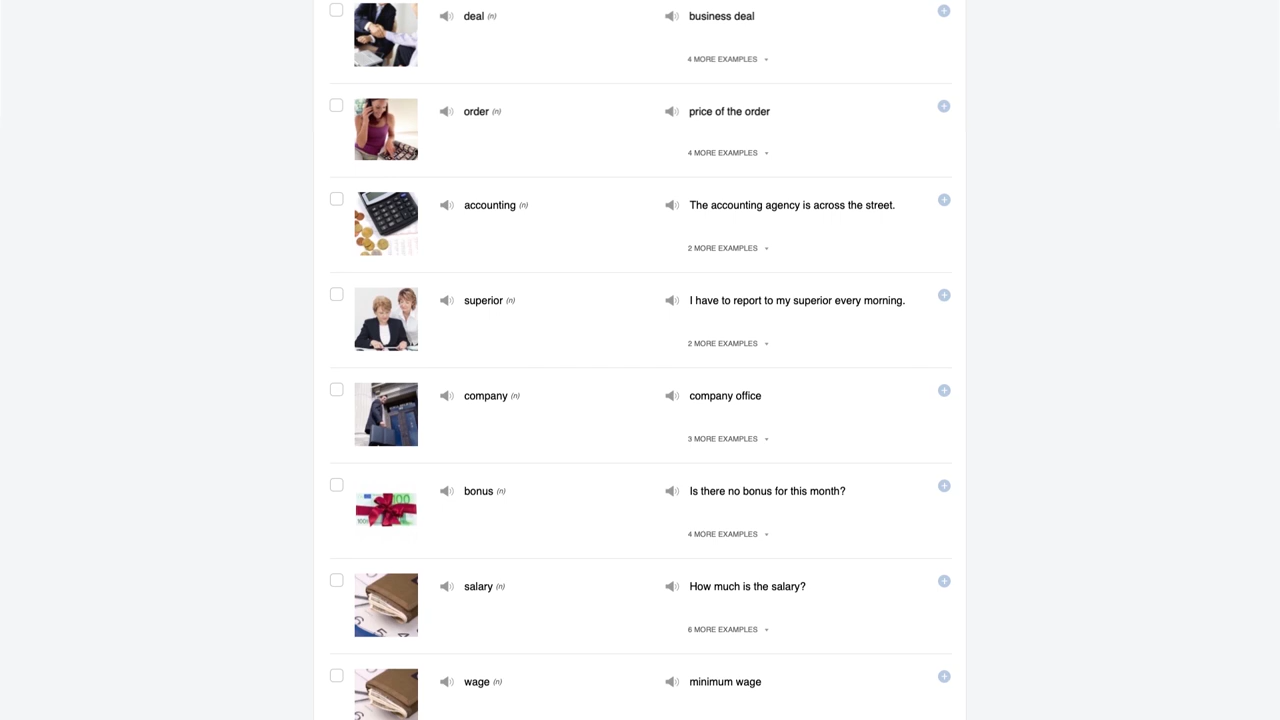 deal (n) business deal
4 MORE EXAMPLES
order (n) price of the order
4 MORE EXAMPLES
accounting (n) The accounting agency is across the street.
2 MORE EXAMPLES
superior (n) I have to report to my superior every morning.
2 MORE EXAMPLES
company (n) company office
3 MORE EXAMPLES
bonus (n) Is there no bonus for this month?
4 MORE EXAMPLES
salary (n) How much is the salary?
6 MORE EXAMPLES
wage (n) minimum wage